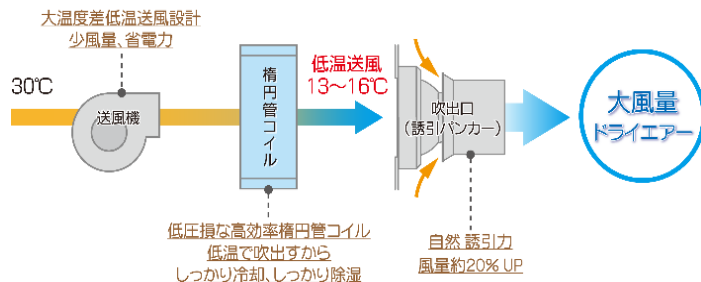 大温度差低温送風設計
少風量、省電力
30℃
送風機
楕円管コイル
低温送風
13〜16℃
吹出口
(誘引パンカー)
大風量
ドライエアー
低圧損な高効率楕円管コイル
低温で吹出すから
しっかり冷却、しっかり除湿
自然 誘引力
風量約20% UP